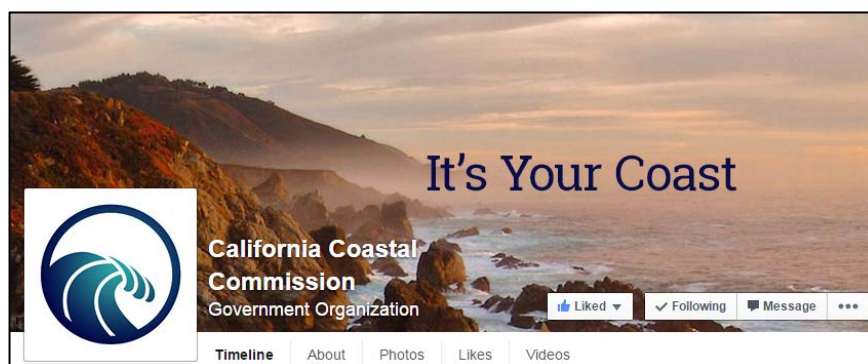 It's Your Coast
California Coastal
Commission
Government Organization
Liked
Following
Message
Timeline
About
Photos
Likes
Videos